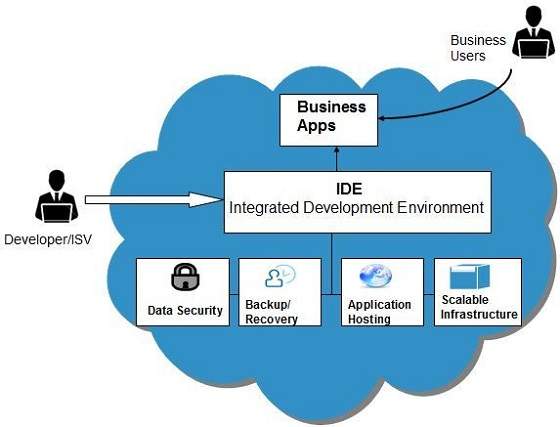 Business
Users
Business
Apps
IDE
Integrated Development Environment
Developer/ISV
Data Security
Backup/
Recovery
Application
Hosting
Scalable
Infrastructure